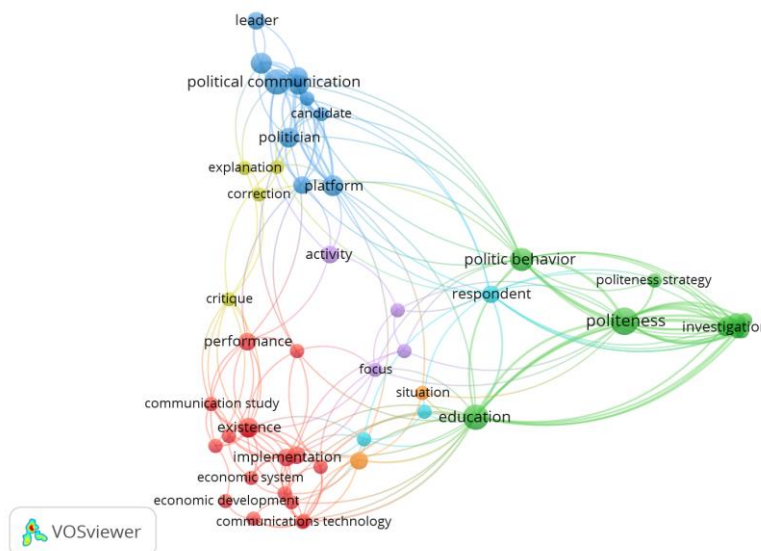 leader
political communication
candidate
politician
explanation
platform
correction
activity
politic behavior
politeness strategy
respondent
critique
politeness
investigation
performance
focus
situation
communication study
education
existence
implementation
economic system
economic development
communications technology
VOSviewer